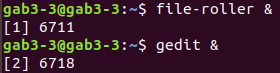 gab3-3@gab3-3:~$ file-roller &
[1] 6711
gab3-3@gab3-3:~$ gedit &
[2] 6718